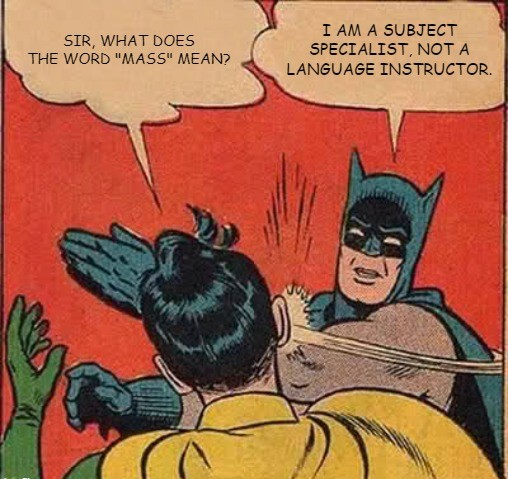 SIR, WHAT DOES
THE WORD "MASS" MEAN?
I AM A SUBJECT
SPECIALIST, NOT A
LANGUAGE INSTRUCTOR.